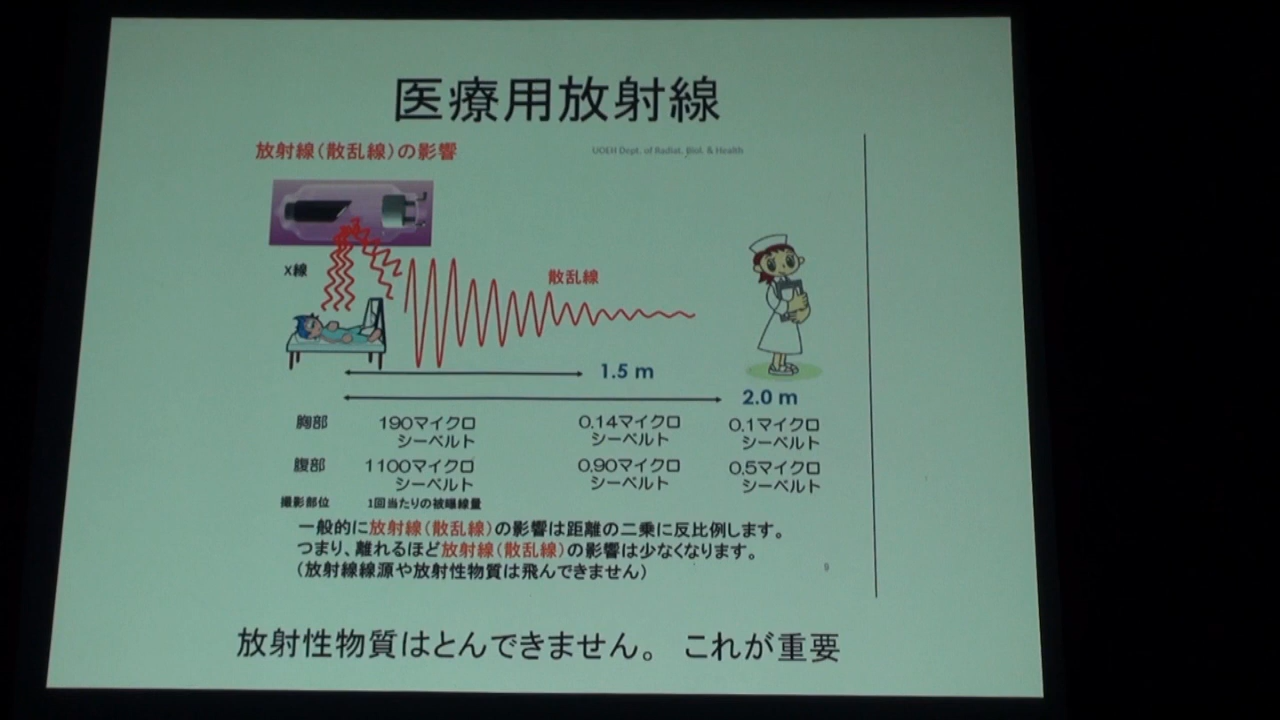 医療用放射線
放射線（散乱線）の影響
UOEH Dept. of Radiat. Biol. & Health
X線
散乱線
1.5 m
2.0 m
胸部 190マイクロシーベルト 0.14マイクロシーベルト 0.1マイクロシーベルト
腹部 1100マイクロシーベルト 0.90マイクロシーベルト 0.5マイクロシーベルト
撮影部位 1回当たりの被曝線量
一般的に放射線（散乱線）の影響は距離の二乗に反比例します。
つまり、離れるほど放射線（散乱線）の影響は少なくなります。
（放射線線源や放射性物質は飛んできません）
9
放射性物質はとんできません。 これが重要